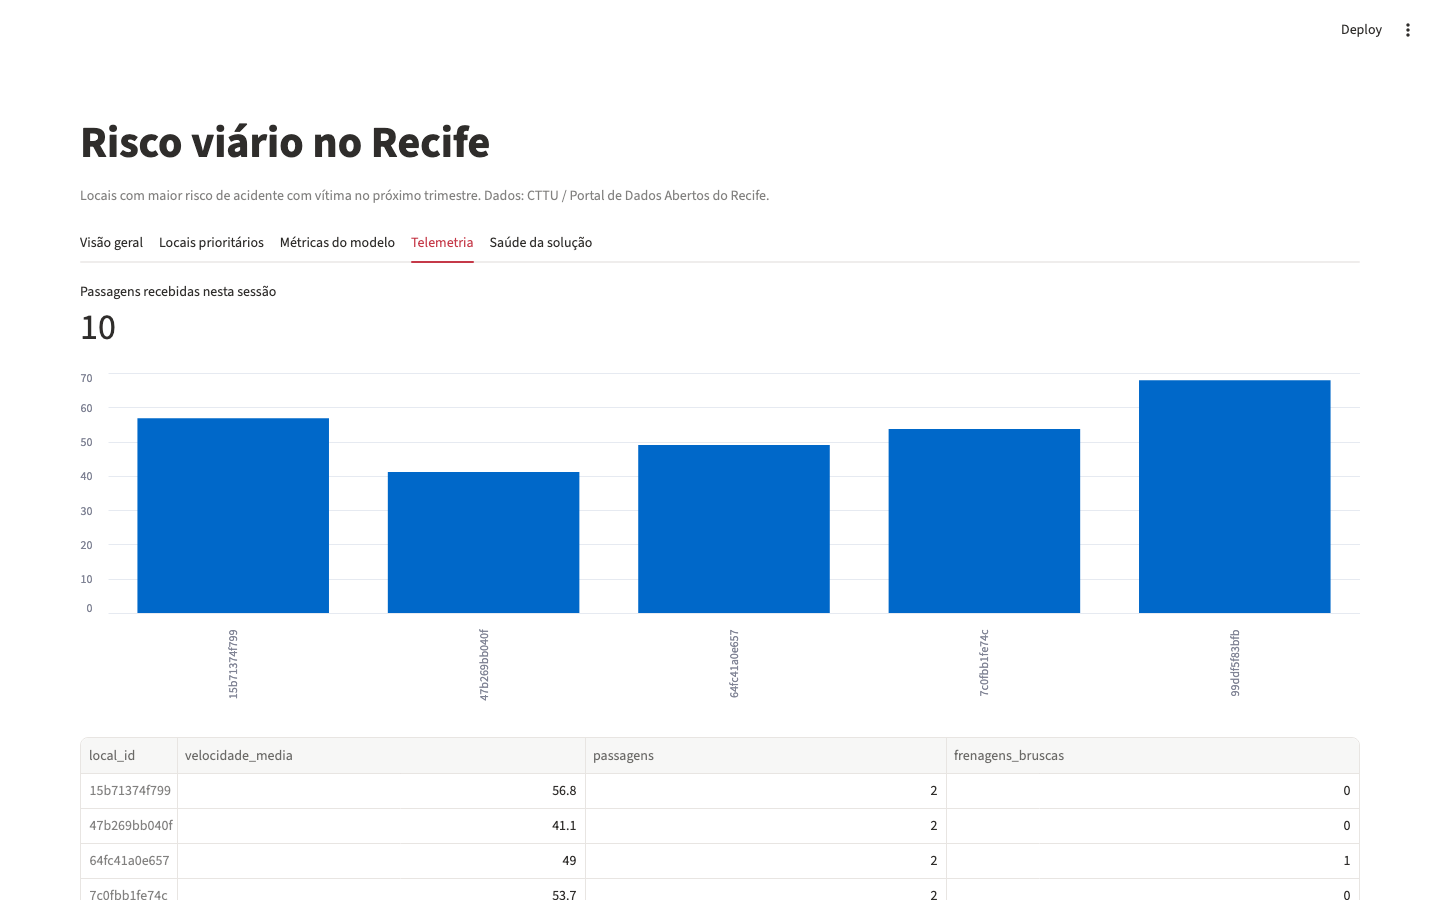 Deploy
Risco viário no Recife
Locais com maior risco de acidente com vítima no próximo trimestre. Dados: CTTU / Portal de Dados Abertos do Recife.
Visão geral Locais prioritários Métricas do modelo Telemetria Saúde da solução
Passagens recebidas nesta sessão
10
70
60
50
40
30
20
10
0
15b71374f799 47b269bb040f 64fc41a0e657 7c0fbb1fe74c 99ddf5f83bfb
local_id velocidade_media passagens frenagens_bruscas
15b71374f799 56.8 2 0
47b269bb040f 41.1 2 0
64fc41a0e657 49 2 1
7c0fbb1fe74c 53.7 2 0